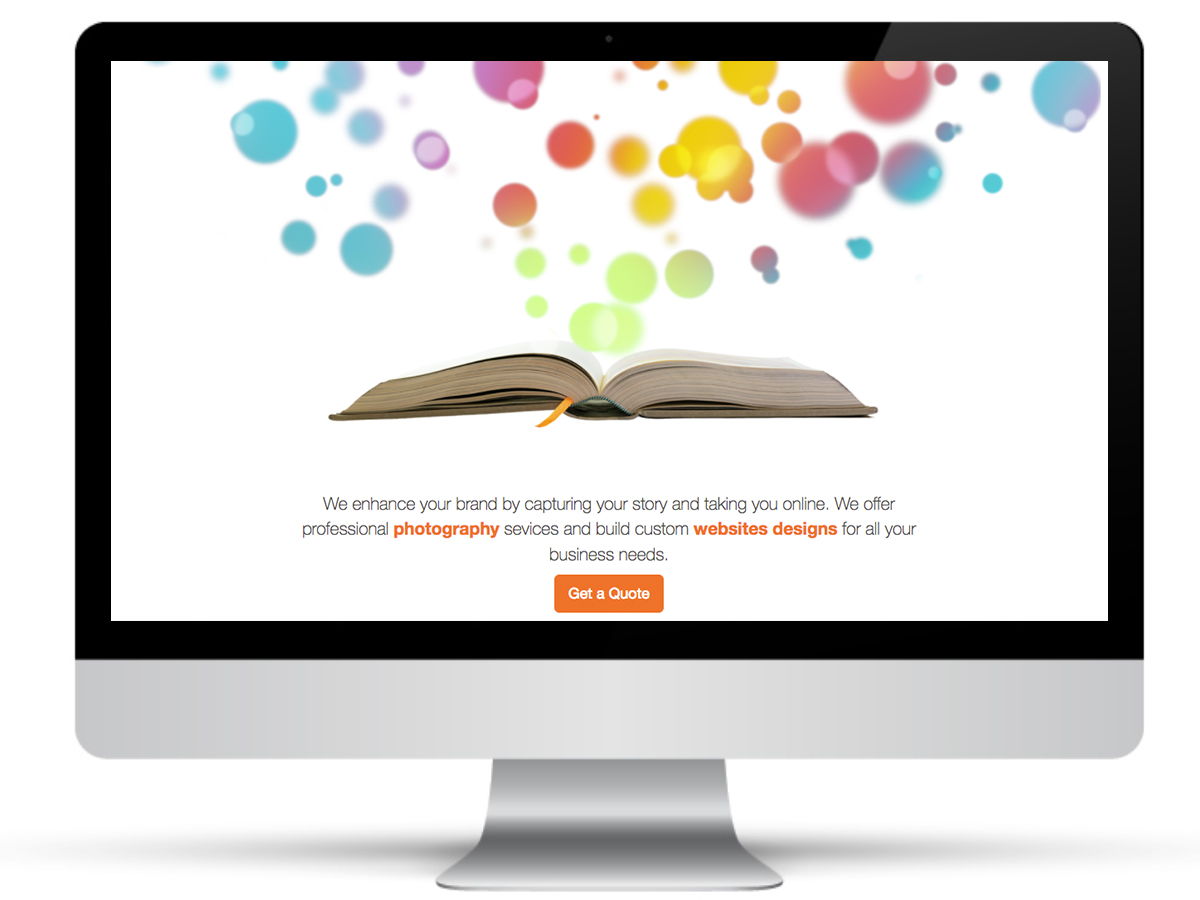 We enhance your brand by capturing your story and taking you online. We offer
professional photography sevices and build custom websites designs for all your
business needs.
Get a Quote